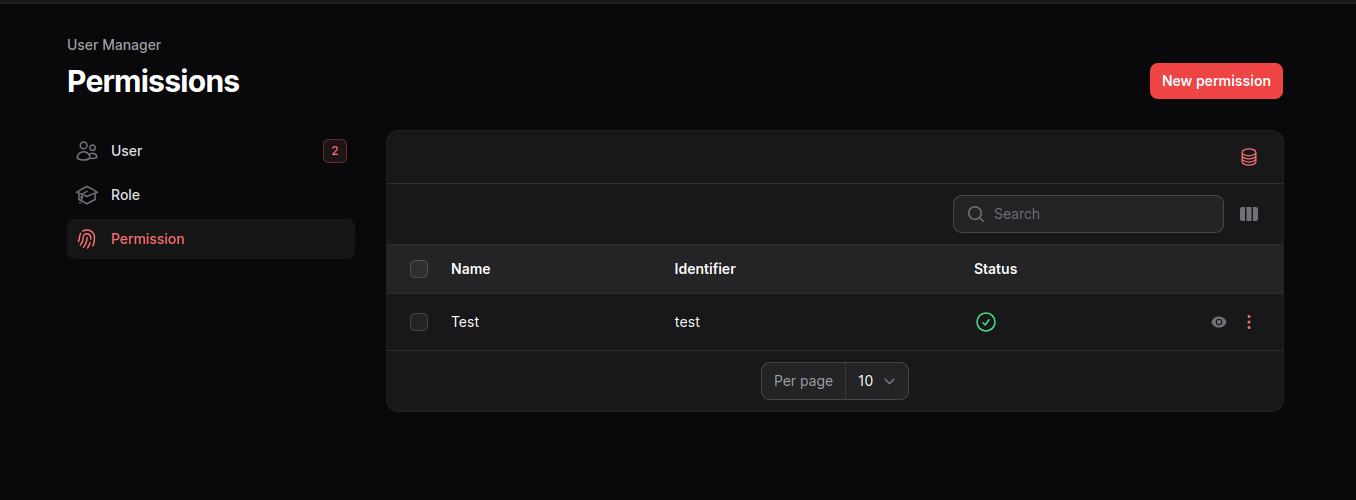 User Manager
Permissions
New permission
User 2
Role
Permission
Search
Name Identifier Status
Test test
Per page 10